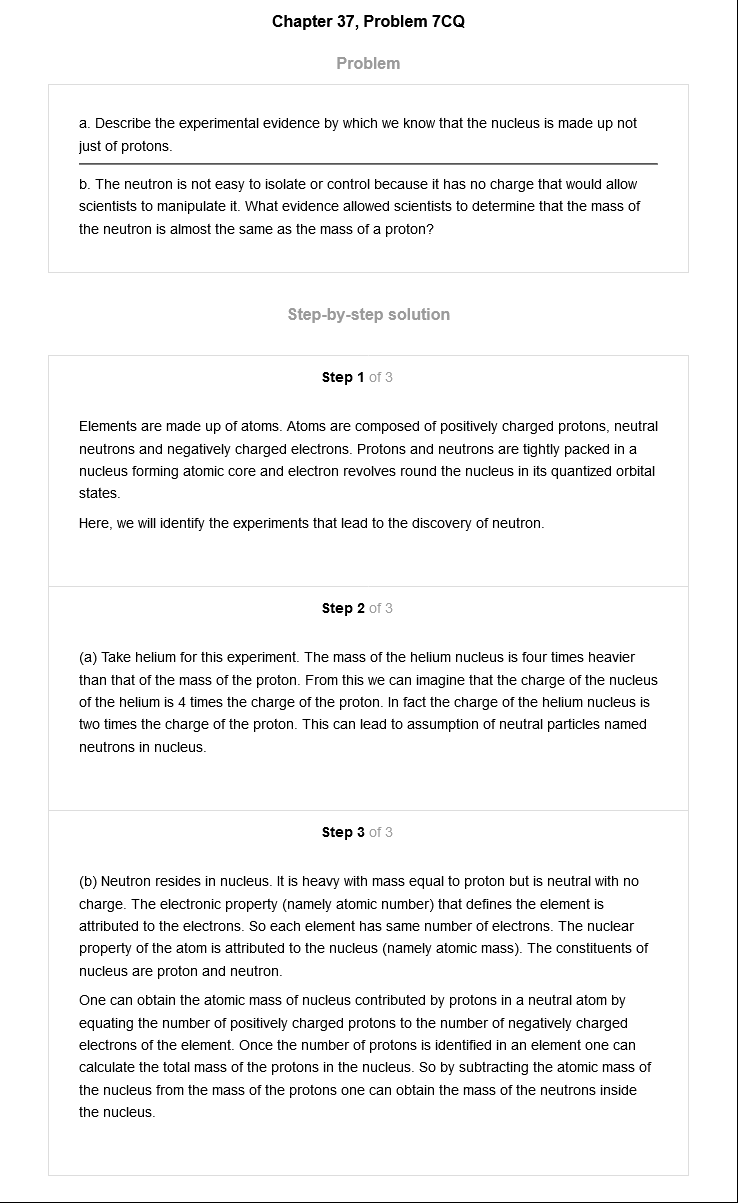 Chapter 37, Problem 7CQ
Problem
a. Describe the experimental evidence by which we know that the nucleus is made up not
just of protons.
b. The neutron is not easy to isolate or control because it has no charge that would allow
scientists to manipulate it. What evidence allowed scientists to determine that the mass of
the neutron is almost the same as the mass of a proton?
Step-by-step solution
Step 1 of 3
Elements are made up of atoms. Atoms are composed of positively charged protons, neutral
neutrons and negatively charged electrons. Protons and neutrons are tightly packed in a
nucleus forming atomic core and electron revolves round the nucleus in its quantized orbital
states.
Here, we will identify the experiments that lead to the discovery of neutron.
Step 2 of 3
(a) Take helium for this experiment. The mass of the helium nucleus is four times heavier
than that of the mass of the proton. From this we can imagine that the charge of the nucleus
of the helium is 4 times the charge of the proton. In fact the charge of the helium nucleus is
two times the charge of the proton. This can lead to assumption of neutral particles named
neutrons in nucleus.
Step 3 of 3
(b) Neutron resides in nucleus. It is heavy with mass equal to proton but is neutral with no
charge. The electronic property (namely atomic number) that defines the element is
attributed to the electrons. So each element has same number of electrons. The nuclear
property of the atom is attributed to the nucleus (namely atomic mass). The constituents of
nucleus are proton and neutron.
One can obtain the atomic mass of nucleus contributed by protons in a neutral atom by
equating the number of positively charged protons to the number of negatively charged
electrons of the element. Once the number of protons is identified in an element one can
calculate the total mass of the protons in the nucleus. So by subtracting the atomic mass of
the nucleus from the mass of the protons one can obtain the mass of the neutrons inside
the nucleus.